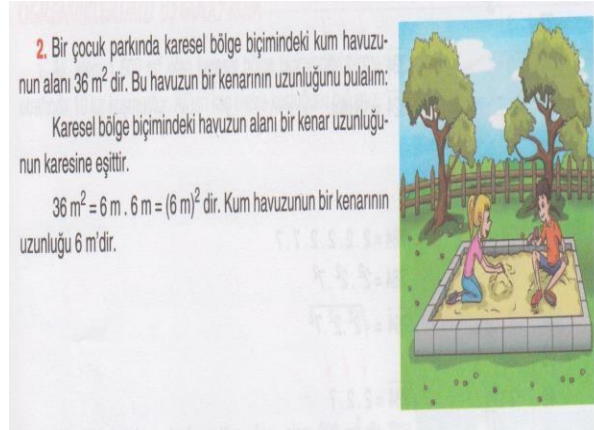 2. Bir çocuk parkında karesel bölge biçimindeki kum havuzu-
nun alanı 36 m² dir. Bu havuzun bir kenarının uzunluğunu bulalım:
Karesel bölge biçimindeki havuzun alanı bir kenar uzunluğu-
nun karesine eşittir.
36 m² = 6 m . 6 m = (6 m)² dir. Kum havuzunun bir kenarının
uzunluğu 6 m'dir.